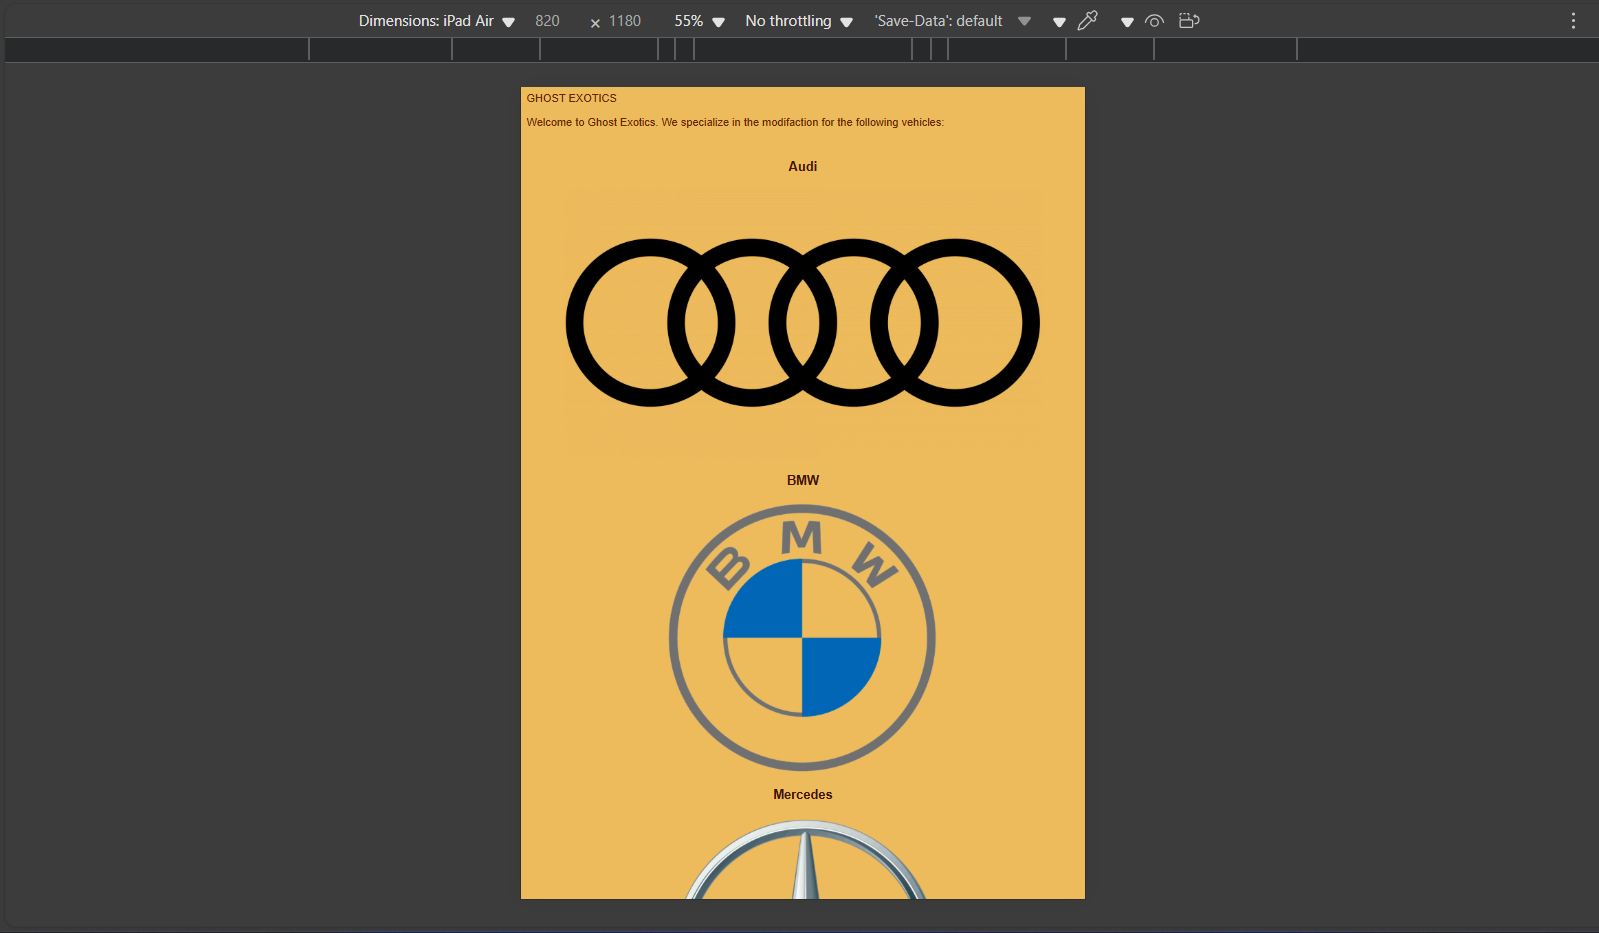 Dimensions: iPad Air 820 × 1180 55% No throttling 'Save-Data': default
GHOST EXOTICS
Welcome to Ghost Exotics. We specialize in the modifaction for the following vehicles:
Audi
BMW
BMW
Mercedes